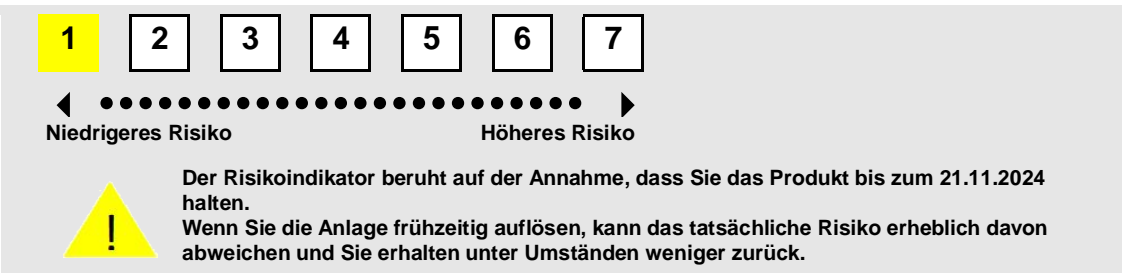 1 2 3 4 5 6 7
Niedrigeres Risiko Höheres Risiko
Der Risikoindikator beruht auf der Annahme, dass Sie das Produkt bis zum 21.11.2024
halten.
Wenn Sie die Anlage frühzeitig auflösen, kann das tatsächliche Risiko erheblich davon
abweichen und Sie erhalten unter Umständen weniger zurück.
!